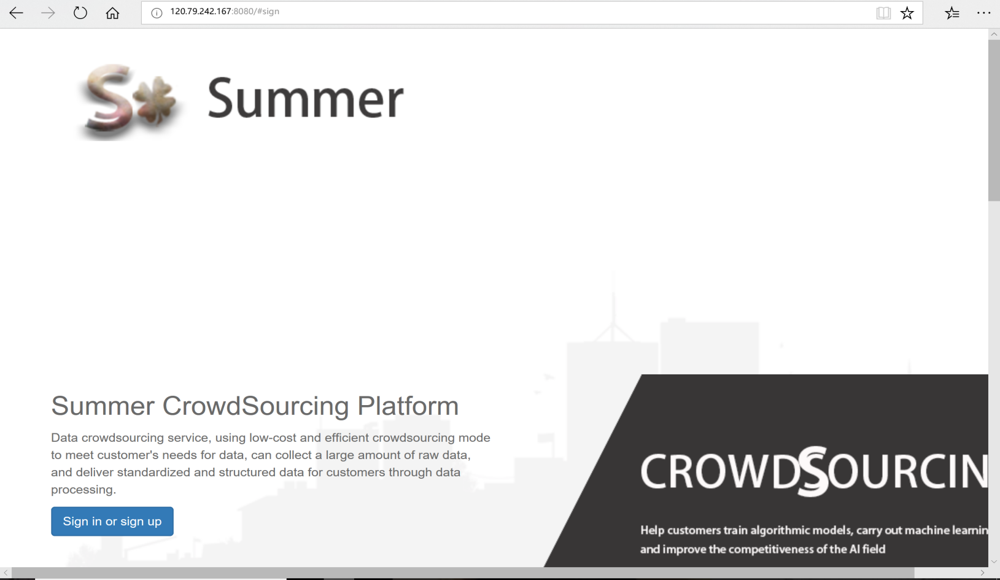 120.79.242.167:8080/#sign
S
Summer
Summer CrowdSourcing Platform
Data crowdsourcing service, using low-cost and efficient crowdsourcing mode
to meet customer's needs for data, can collect a large amount of raw data,
and deliver standardized and structured data for customers through data
processing.
Sign in or sign up
CROWDSOURCIN
Help customers train algorithmic models, carry out machine learnin
and improve the competitiveness of the AI field